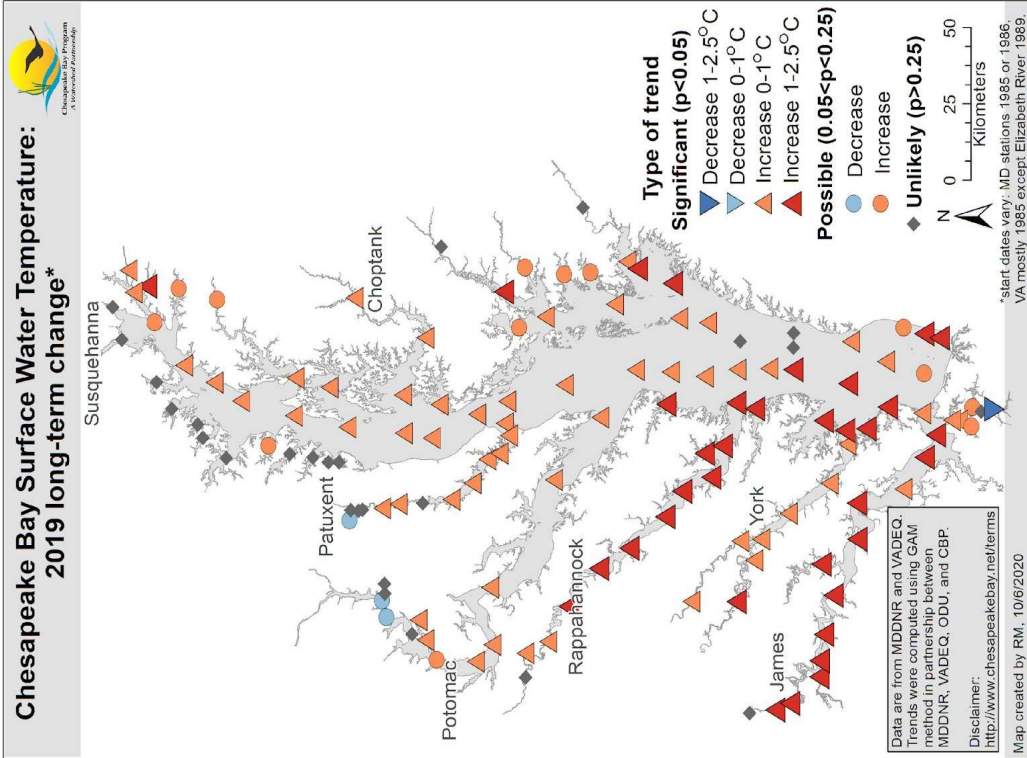 Chesapeake Bay Surface Water Temperature:
2019 long-term change*
Chesapeake Bay Program
A Watershed Partnership
Susquehanna
Choptank
Patuxent
Potomac
Rappahannock
York
James
Type of trend
Significant (p<0.05)
Decrease 1-2.5°C
Decrease 0-1°C
Increase 0-1°C
Increase 1-2.5°C
Possible (0.05<p<0.25)
Decrease
Increase
Unlikely (p>0.25)
N
0 25 50
Kilometers
Data are from MDDNR and VADEQ.
Trends were computed using GAM
method in partnership between
MDDNR, VADEQ, ODU, and CBP.
Disclaimer:
http://www.chesapeakebay.net/terms
*start dates vary: MD stations 1985 or 1986,
VA mostly 1985 except Elizabeth River 1989.
Map created by RM, 10/6/2020